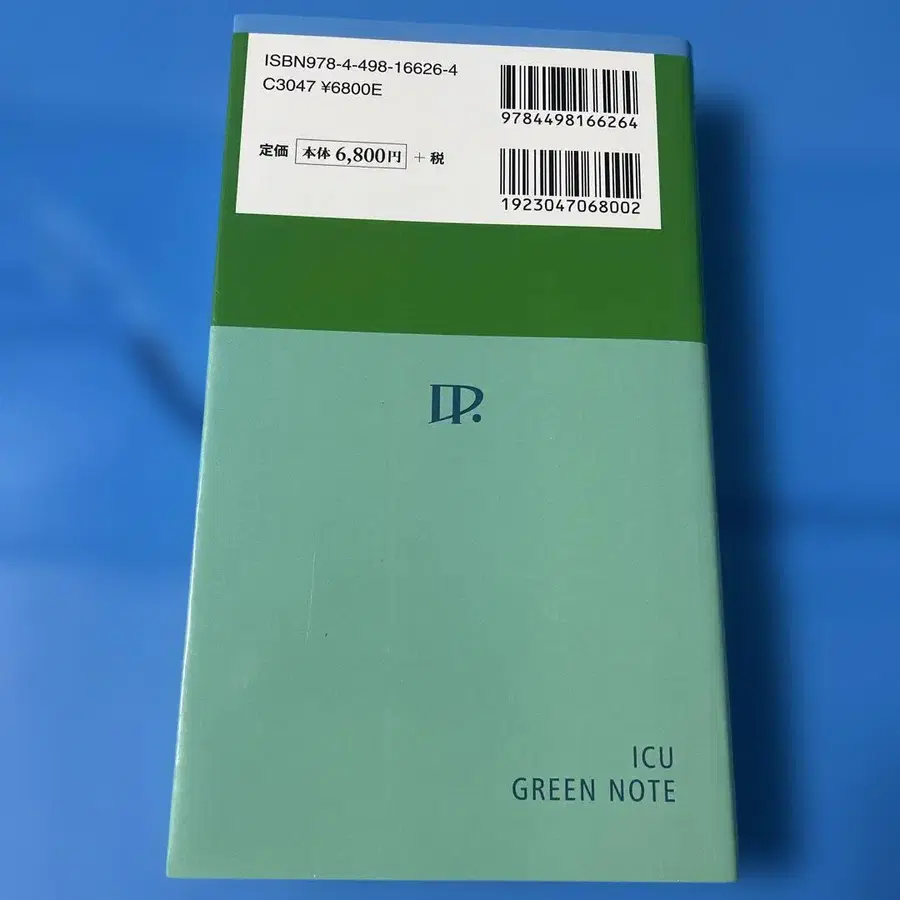 ISBN978-4-498-16626-4
C3047 ¥6800E
9784498166264
定価 本体 6,800円 + 税
1923047068002
ICU
GREEN NOTE